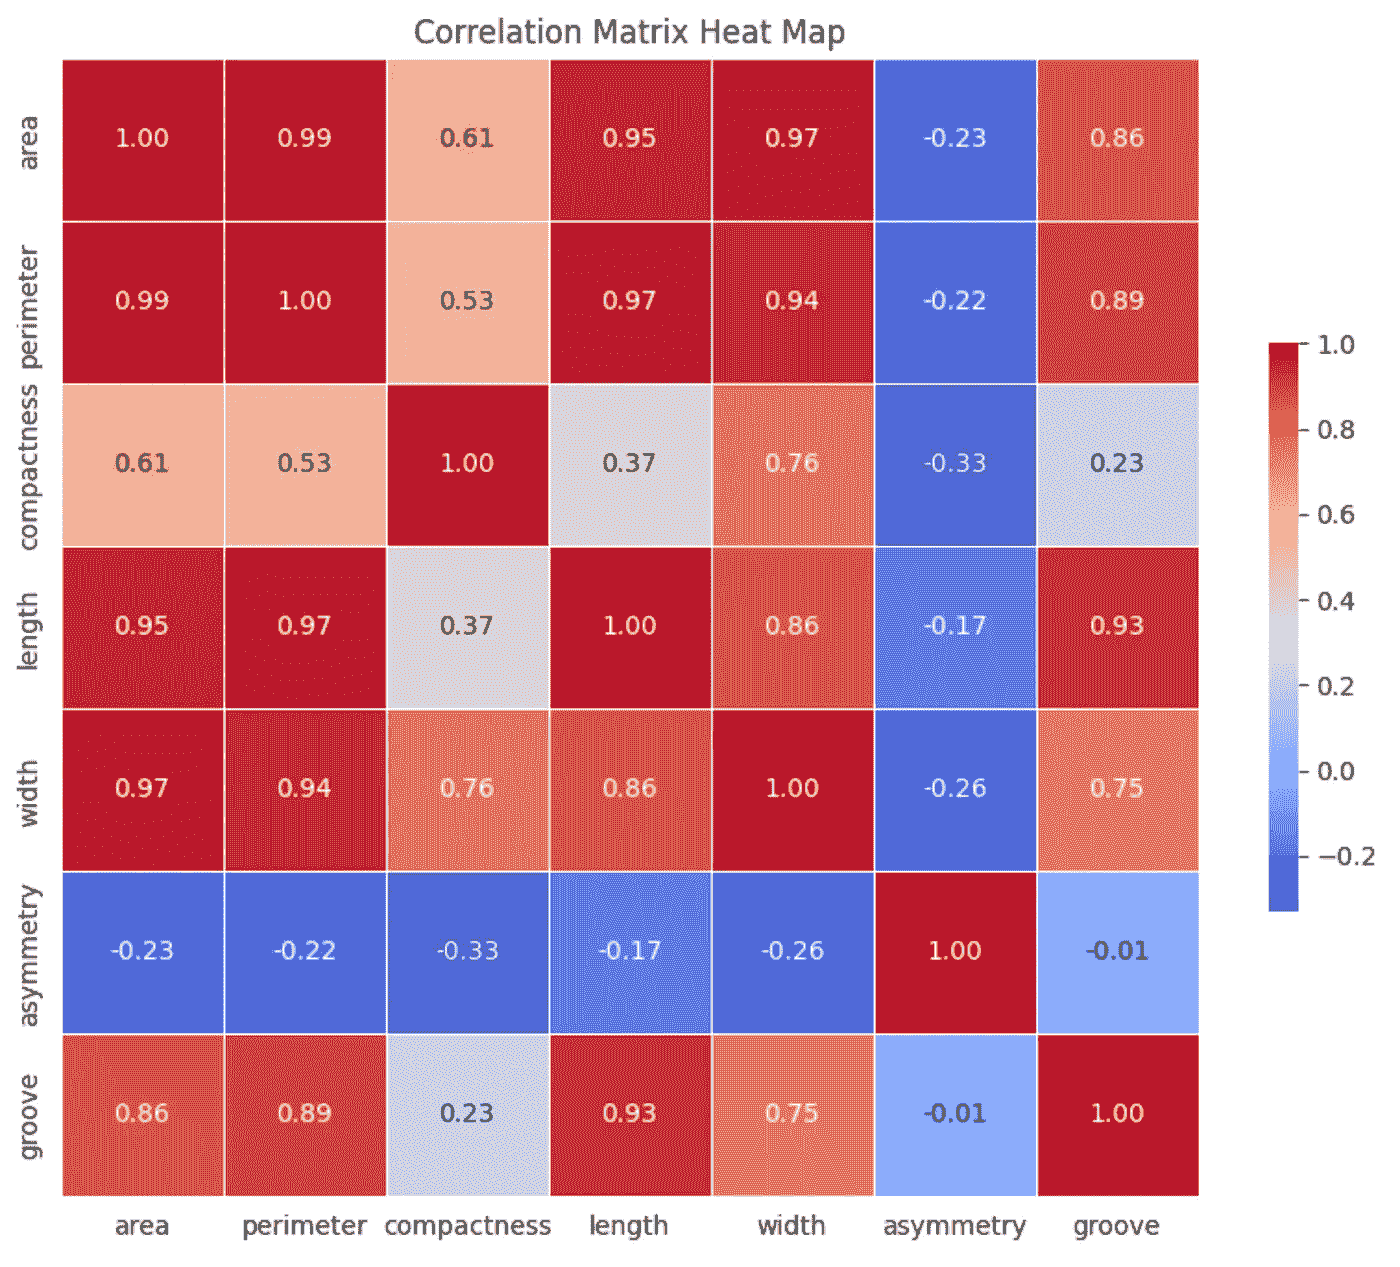 Correlation Matrix Heat Map
area 1.00 0.99 0.61 0.95 0.97 -0.23 0.86
perimeter 0.99 1.00 0.53 0.97 0.94 -0.22 0.89
compactness 0.61 0.53 1.00 0.37 0.76 -0.33 0.23
length 0.95 0.97 0.37 1.00 0.86 -0.17 0.93
width 0.97 0.94 0.76 0.86 1.00 -0.26 0.75
asymmetry -0.23 -0.22 -0.33 -0.17 -0.26 1.00 -0.01
groove 0.86 0.89 0.23 0.93 0.75 -0.01 1.00
area perimeter compactness length width asymmetry groove
1.0
0.8
0.6
0.4
0.2
0.0
−0.2